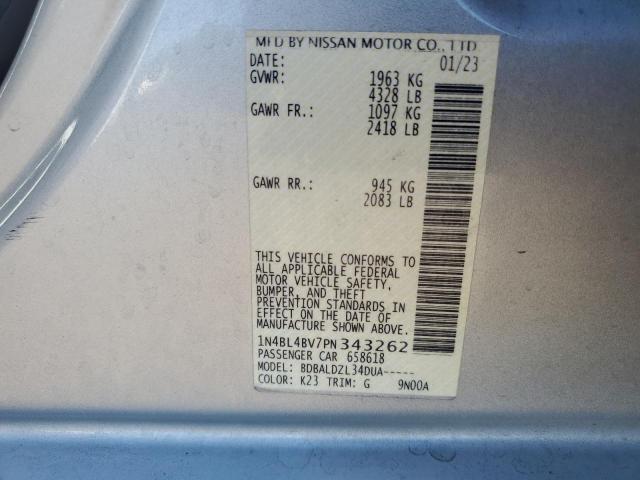 MFD BY NISSAN MOTOR CO., LTD
DATE: 01/23
GVWR: 1963 KG
4328 LB
GAWR FR.: 1097 KG
2418 LB
GAWR RR.: 945 KG
2083 LB
THIS VEHICLE CONFORMS TO
ALL APPLICABLE FEDERAL
MOTOR VEHICLE SAFETY,
BUMPER, AND THEFT
PREVENTION STANDARDS IN
EFFECT ON THE DATE OF
MANUFACTURE SHOWN ABOVE.
1N4BL4BV7PN343262
PASSENGER CAR 658618
MODEL: BDBALDZL34DUA-----
COLOR: K23 TRIM: G 9N00A